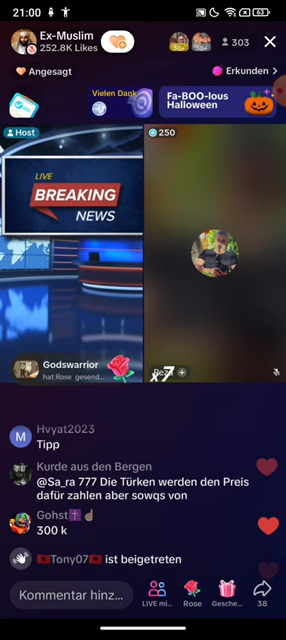 21:00
63
Ex-Muslim
252.8K Likes
303
Angesagt
Erkunden >
Vielen Dank
Fa-BOO-lous
Halloween
Host
250
LIVE
BREAKING
NEWS
Godswarrior
hat Rose gesend...
x7
Hvyat2023
M
Tipp
Kurde aus den Bergen
@Sa_ra 777 Die Türken werden den Preis
dafür zahlen aber sowqs von
Gohst✝️☝🏽
300 k
🇦🇱Tony07🇦🇱 ist beigetreten
Kommentar hinz...
LIVE mi...
Rose
Gesche...
38